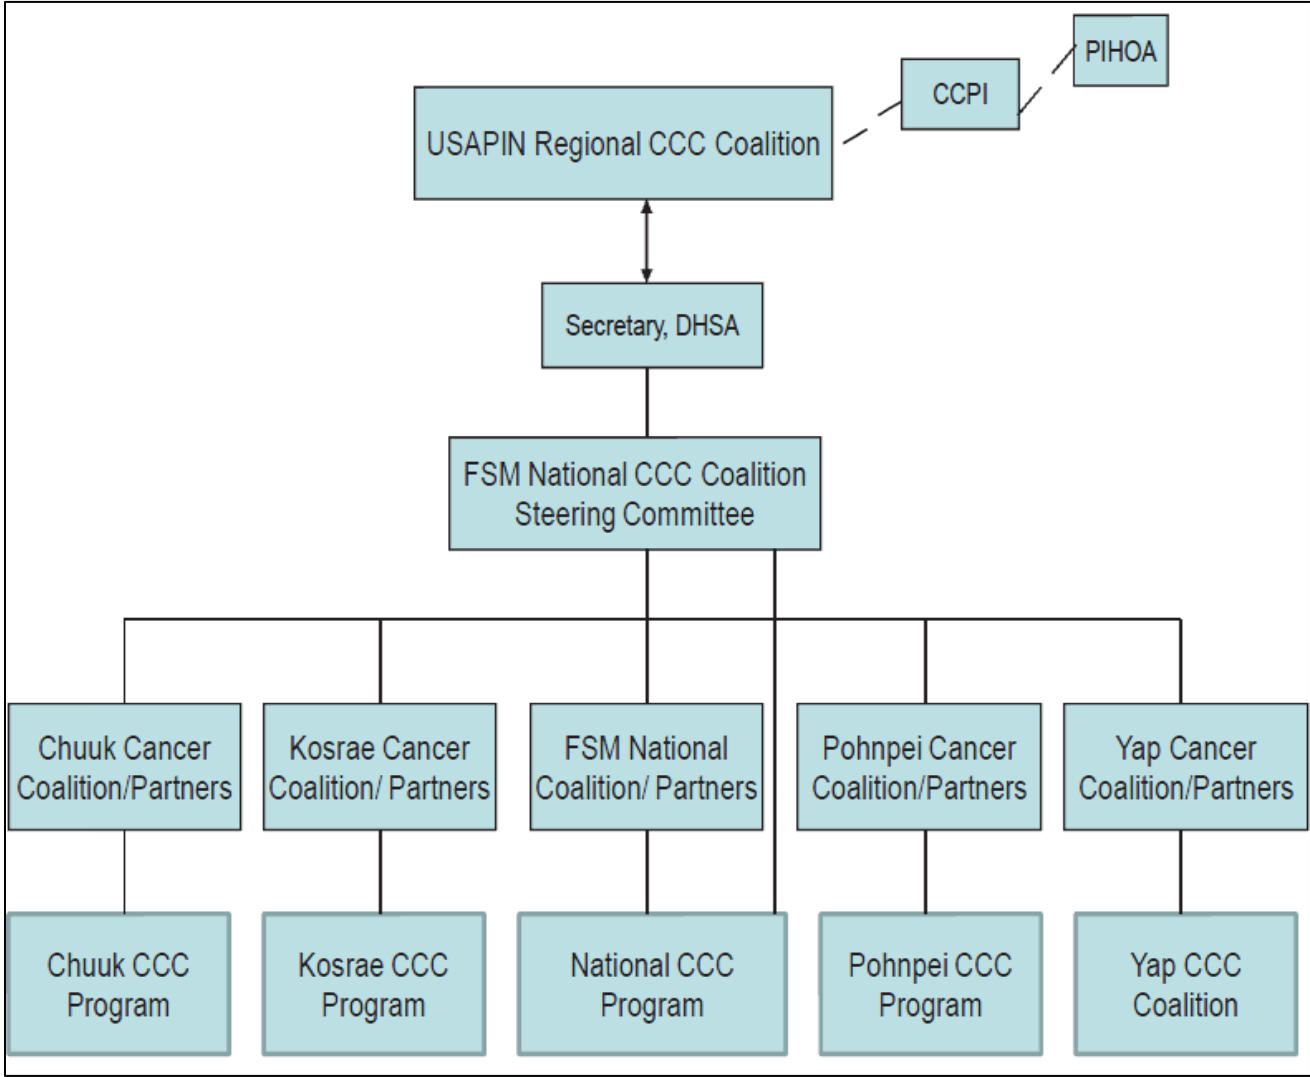 PIHOA
CCPI
USAPIN Regional CCC Coalition
Secretary, DHSA
FSM National CCC Coalition
Steering Committee
Chuuk Cancer
Coalition/Partners
Kosrae Cancer
Coalition/ Partners
FSM National
Coalition/ Partners
Pohnpei Cancer
Coalition/Partners
Yap Cancer
Coalition/Partners
Chuuk CCC
Program
Kosrae CCC
Program
National CCC
Program
Pohnpei CCC
Program
Yap CCC
Coalition